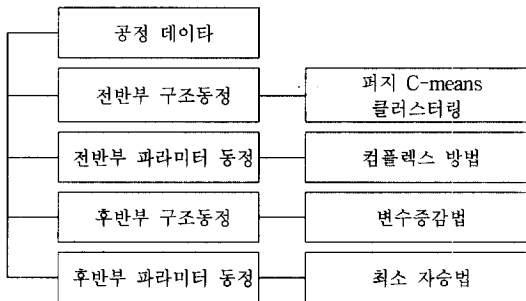 공정 데이타
전반부 구조동정
퍼지 C-means
클러스터링
전반부 파라미터 동정
컴플렉스 방법
후반부 구조동정
변수증감법
후반부 파라미터 동정
최소 자승법